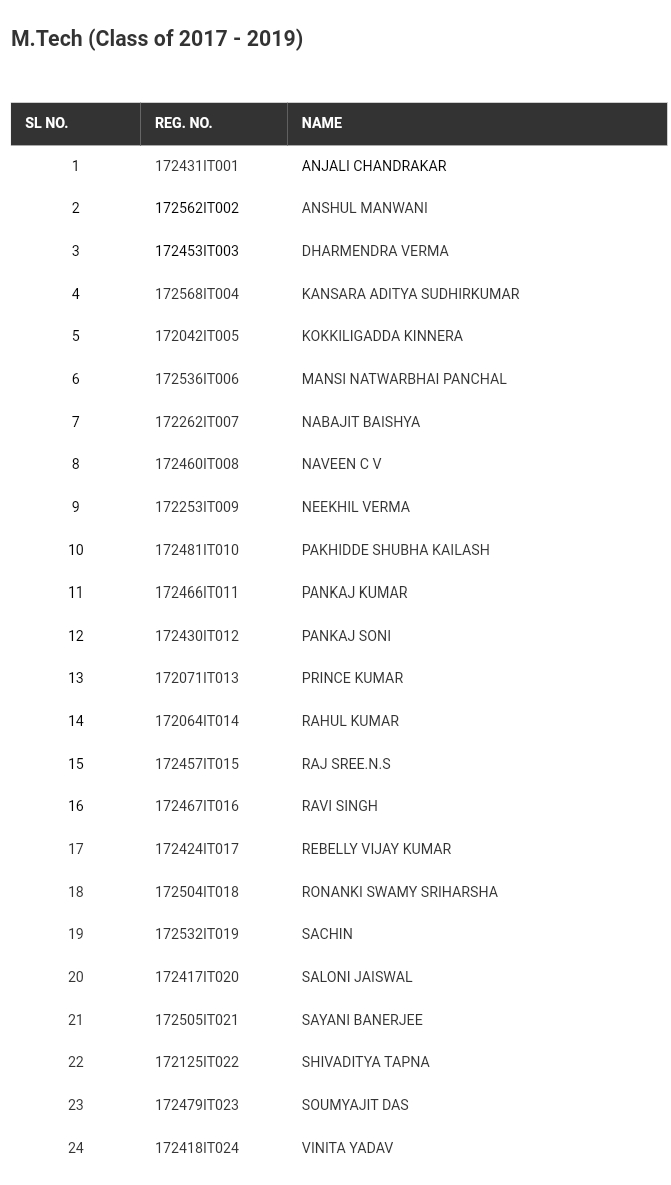 M.Tech (Class of 2017 - 2019)
SL NO. REG. NO. NAME
1 172431IT001 ANJALI CHANDRAKAR
2 172562IT002 ANSHUL MANWANI
3 172453IT003 DHARMENDRA VERMA
4 172568IT004 KANSARA ADITYA SUDHIRKUMAR
5 172042IT005 KOKKILIGADDA KINNERA
6 172536IT006 MANSI NATWARBHAI PANCHAL
7 172262IT007 NABAJIT BAISHYA
8 172460IT008 NAVEEN C V
9 172253IT009 NEEKHIL VERMA
10 172481IT010 PAKHIDDE SHUBHA KAILASH
11 172466IT011 PANKAJ KUMAR
12 172430IT012 PANKAJ SONI
13 172071IT013 PRINCE KUMAR
14 172064IT014 RAHUL KUMAR
15 172457IT015 RAJ SREE.N.S
16 172467IT016 RAVI SINGH
17 172424IT017 REBELLY VIJAY KUMAR
18 172504IT018 RONANKI SWAMY SRIHARSHA
19 172532IT019 SACHIN
20 172417IT020 SALONI JAISWAL
21 172505IT021 SAYANI BANERJEE
22 172125IT022 SHIVADITYA TAPNA
23 172479IT023 SOUMYAJIT DAS
24 172418IT024 VINITA YADAV